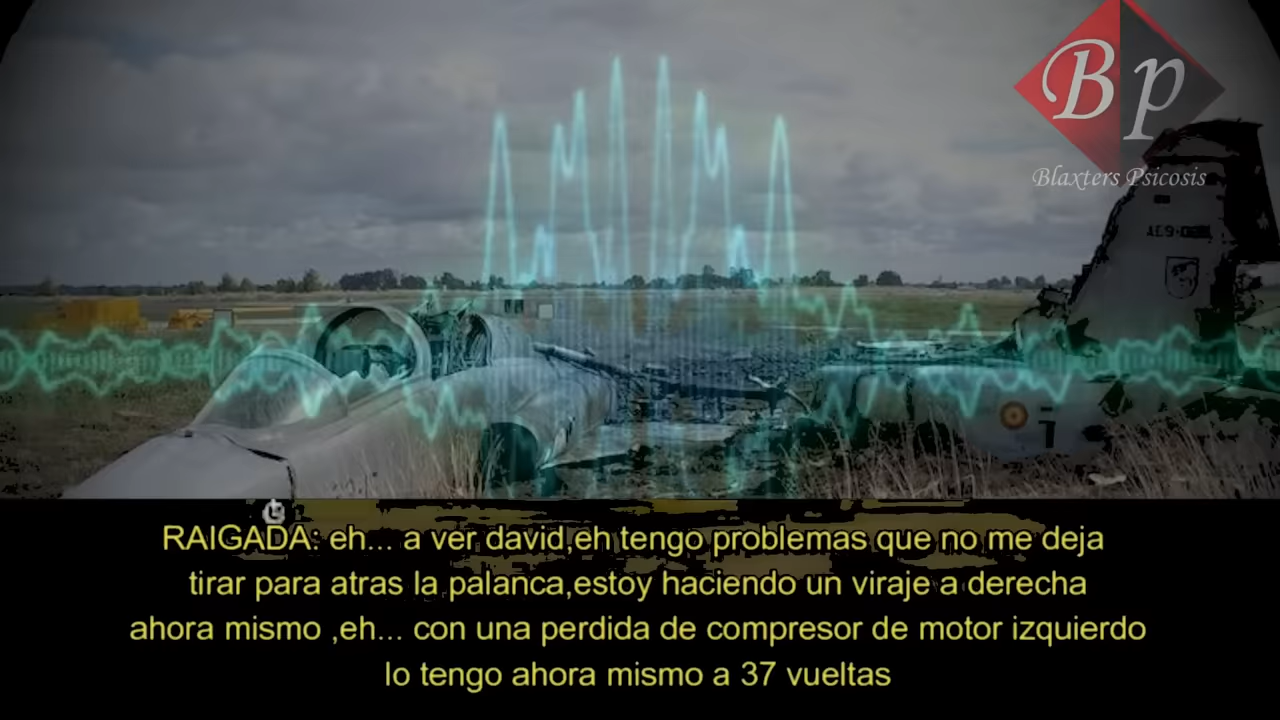 Bp
Blaxters Psicosis
RAIGADA: eh... a ver david,eh tengo problemas que no me deja
tirar para atras la palanca,estoy haciendo un viraje a derecha
ahora mismo ,eh... con una perdida de compresor de motor izquierdo
lo tengo ahora mismo a 37 vueltas